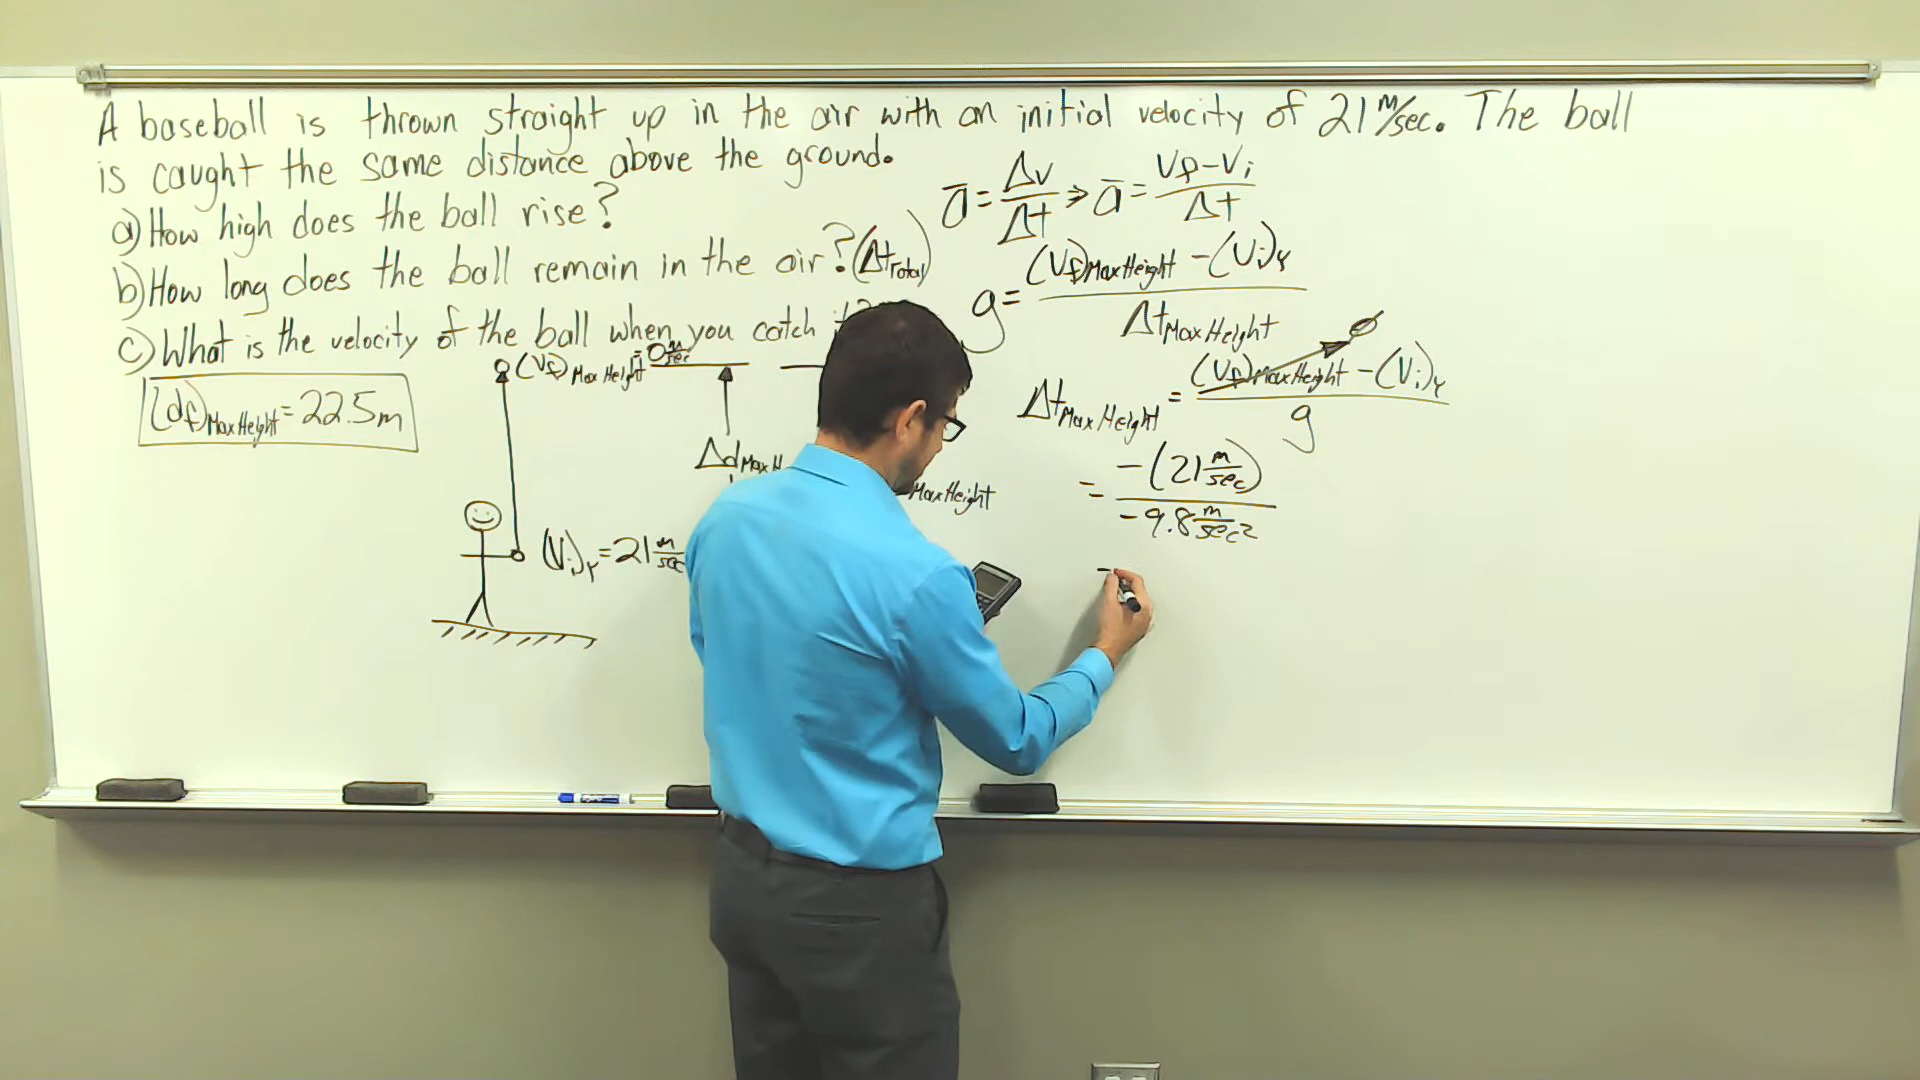 A baseball is thrown straight up in the air with an initial velocity of 21 m/sec. The ball
is caught the same distance above the ground.
a) How high does the ball rise?
b) How long does the ball remain in the air? (Δt_Total)
c) What is the velocity of the ball when you catch
(df)_MaxHeight = 22.5m
(Vf)_MaxHeight = 0 m/sec
Δd_MaxH
MaxHeight
(Vi)_Y = 21 m/sec
ā = Δv/Δt → ā = (Vf - Vi)/Δt
g = ((Vf)_MaxHeight - (Vi)_Y)/Δt_MaxHeight
Δt_MaxHeight = ((Vf)_MaxHeight - (Vi)_Y)/g
= -(21 m/sec)/(-9.8 m/sec²)